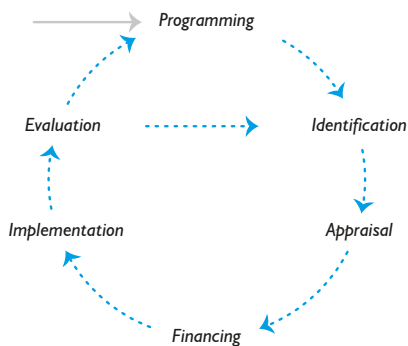 Programming
Evaluation
Identification
Implementation
Appraisal
Financing